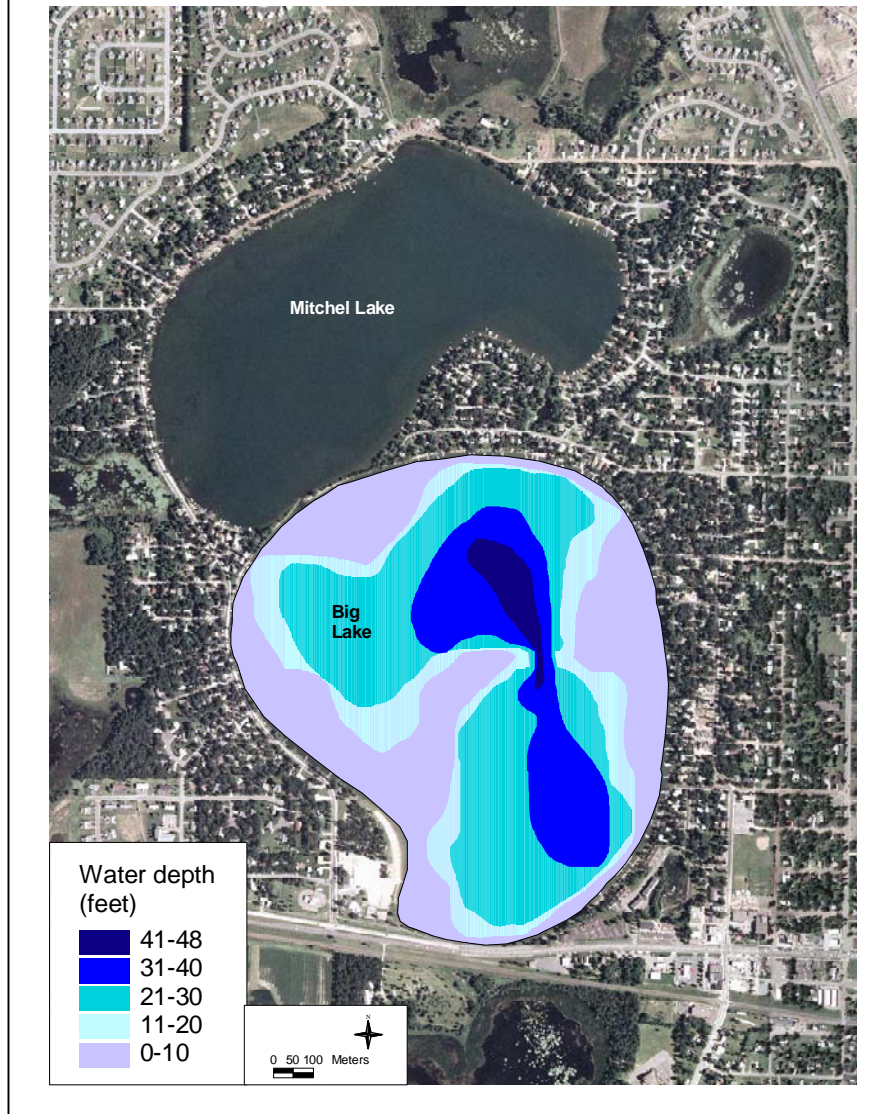 Mitchel Lake
Big
Lake
Water depth
(feet)
41-48
31-40
21-30
11-20
0-10
N
0 50 100 Meters